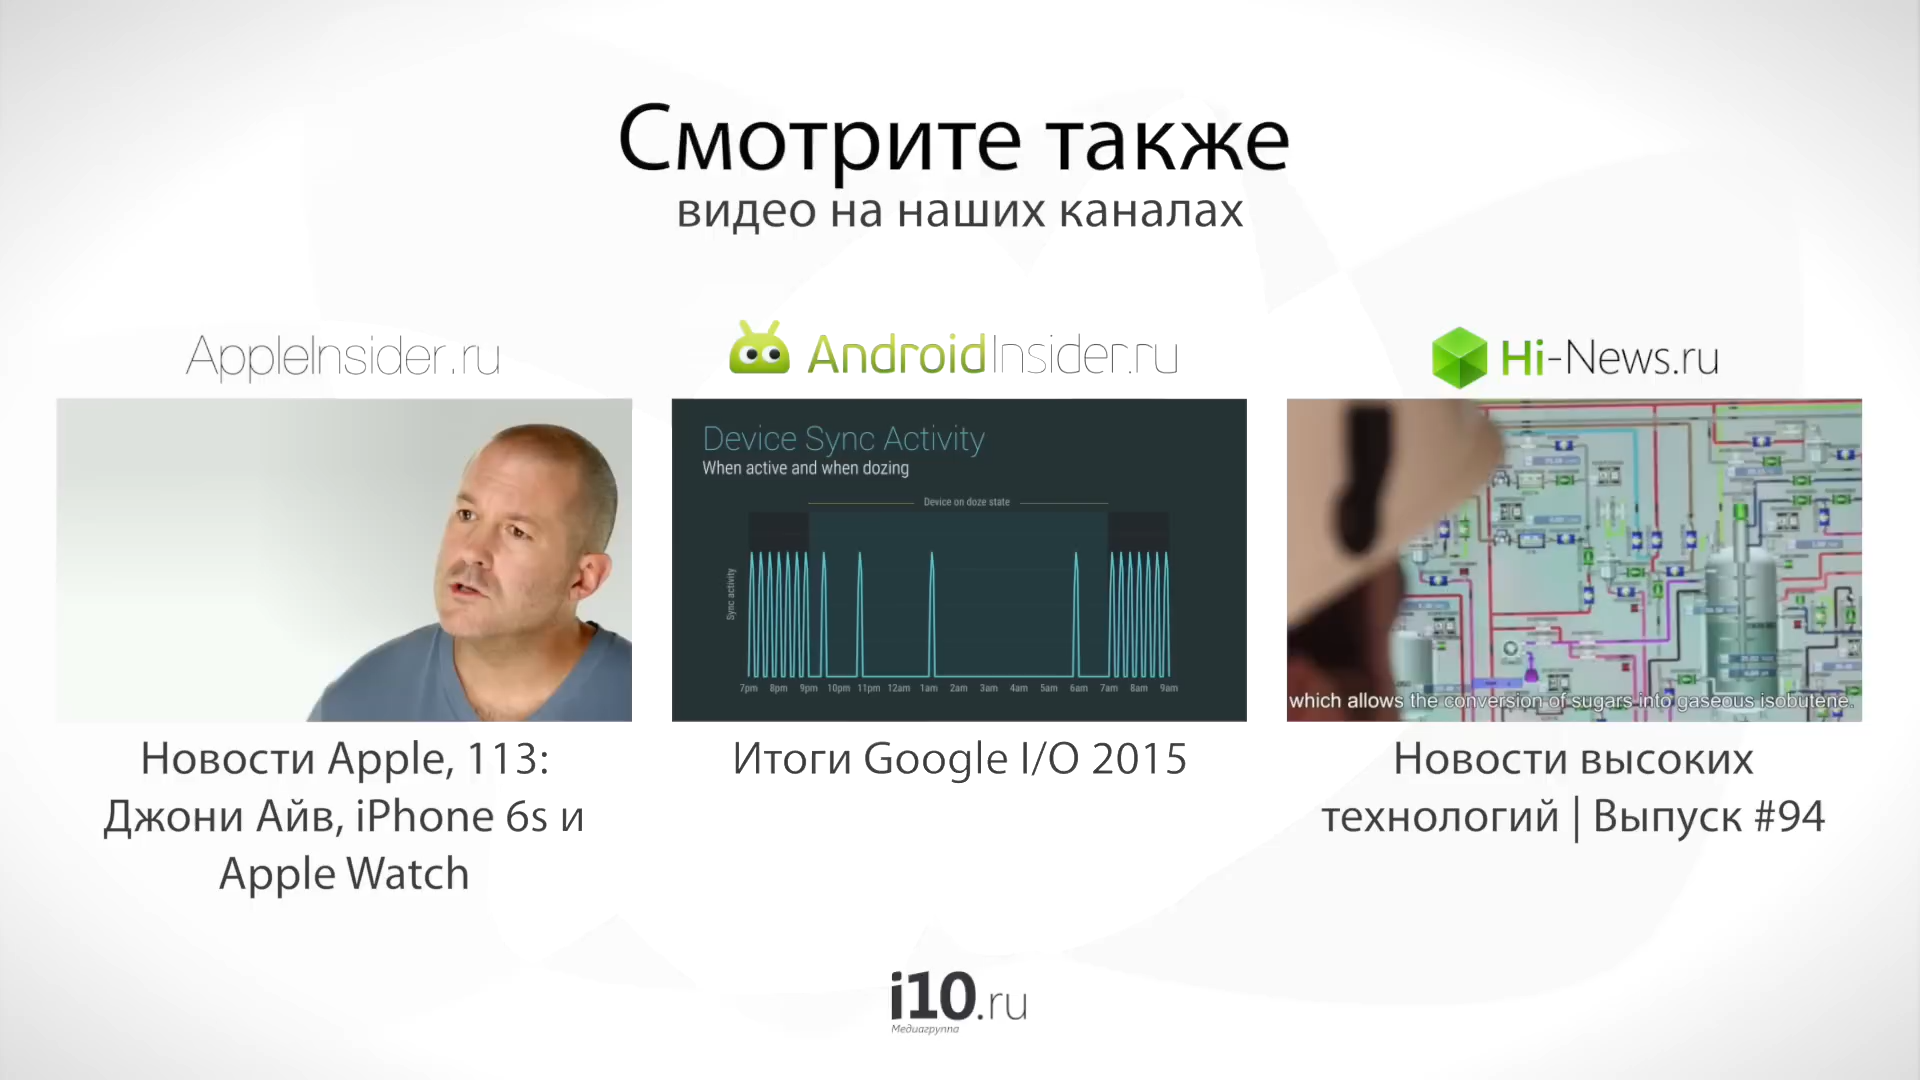 Смотрите также
видео на наших каналах
AppleInsider.ru
AndroidInsider.ru
Hi-News.ru
Device Sync Activity
When active and when dozing
Device on doze state
Sync activity
7pm 8pm 9pm 10pm 11pm 12am 1am 2am 3am 4am 5am 6am 7am 8am 9am
which allows the conversion of sugars into gaseous isobutene.
Новости Apple, 113:
Джони Айв, iPhone 6s и
Apple Watch
Итоги Google I/O 2015
Новости высоких
технологий | Выпуск #94
i10.ru
Медиагруппа